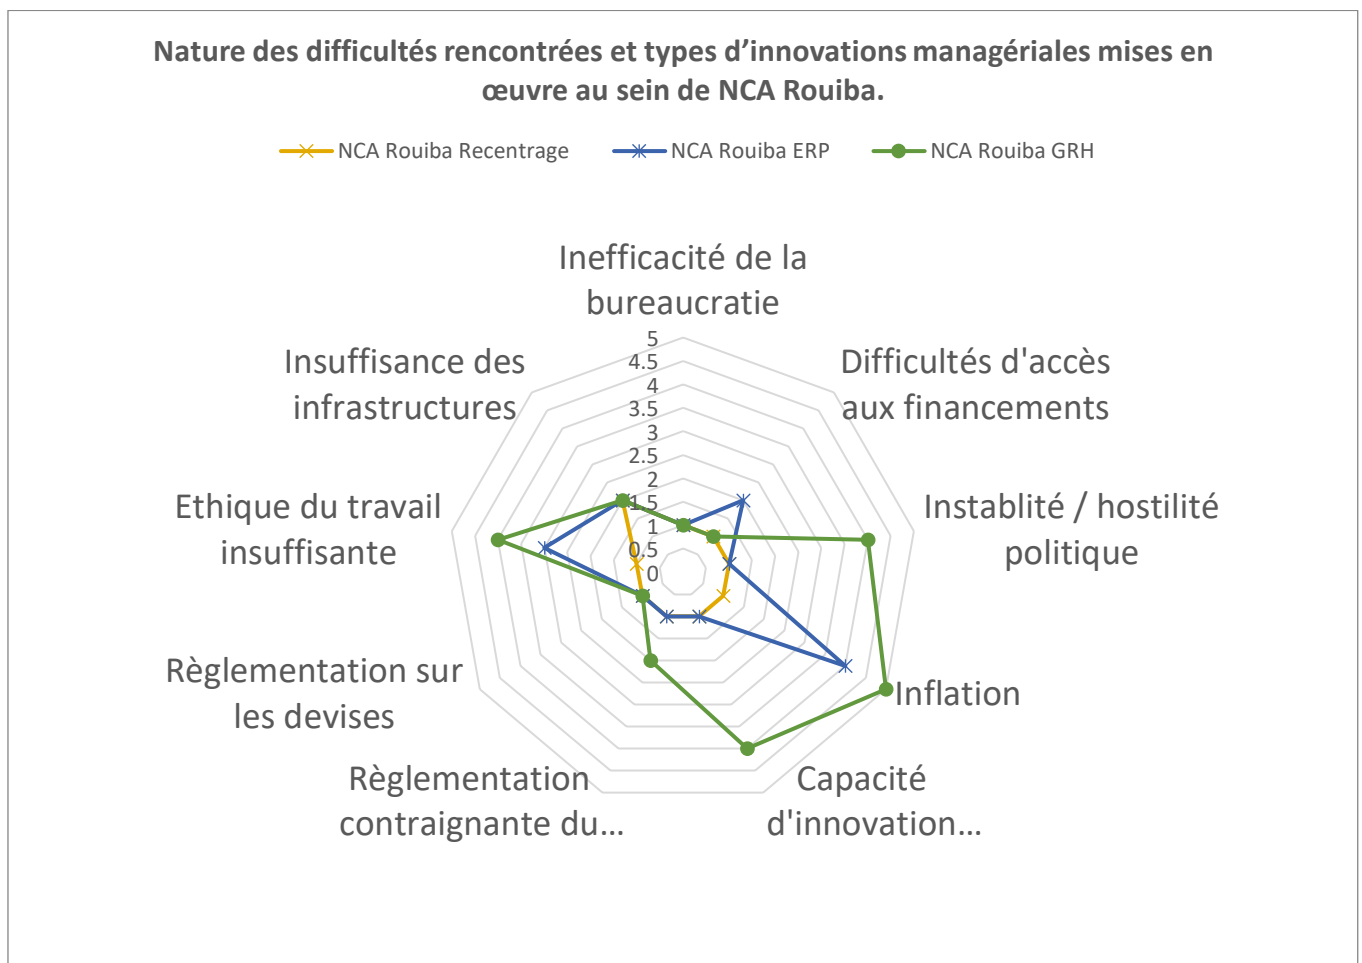 Nature des difficultés rencontrées et types d’innovations managériales mises en
œuvre au sein de NCA Rouiba.
NCA Rouiba Recentrage
NCA Rouiba ERP
NCA Rouiba GRH
Inefficacité de la
bureaucratie
Difficultés d'accès
aux financements
Instablité / hostilité
politique
Inflation
Capacité
d'innovation...
Règlementation
contraignante du...
Règlementation sur
les devises
Ethique du travail
insuffisante
Insuffisance des
infrastructures
5
4.5
4
3.5
3
2.5
2
1.5
1
0.5
0